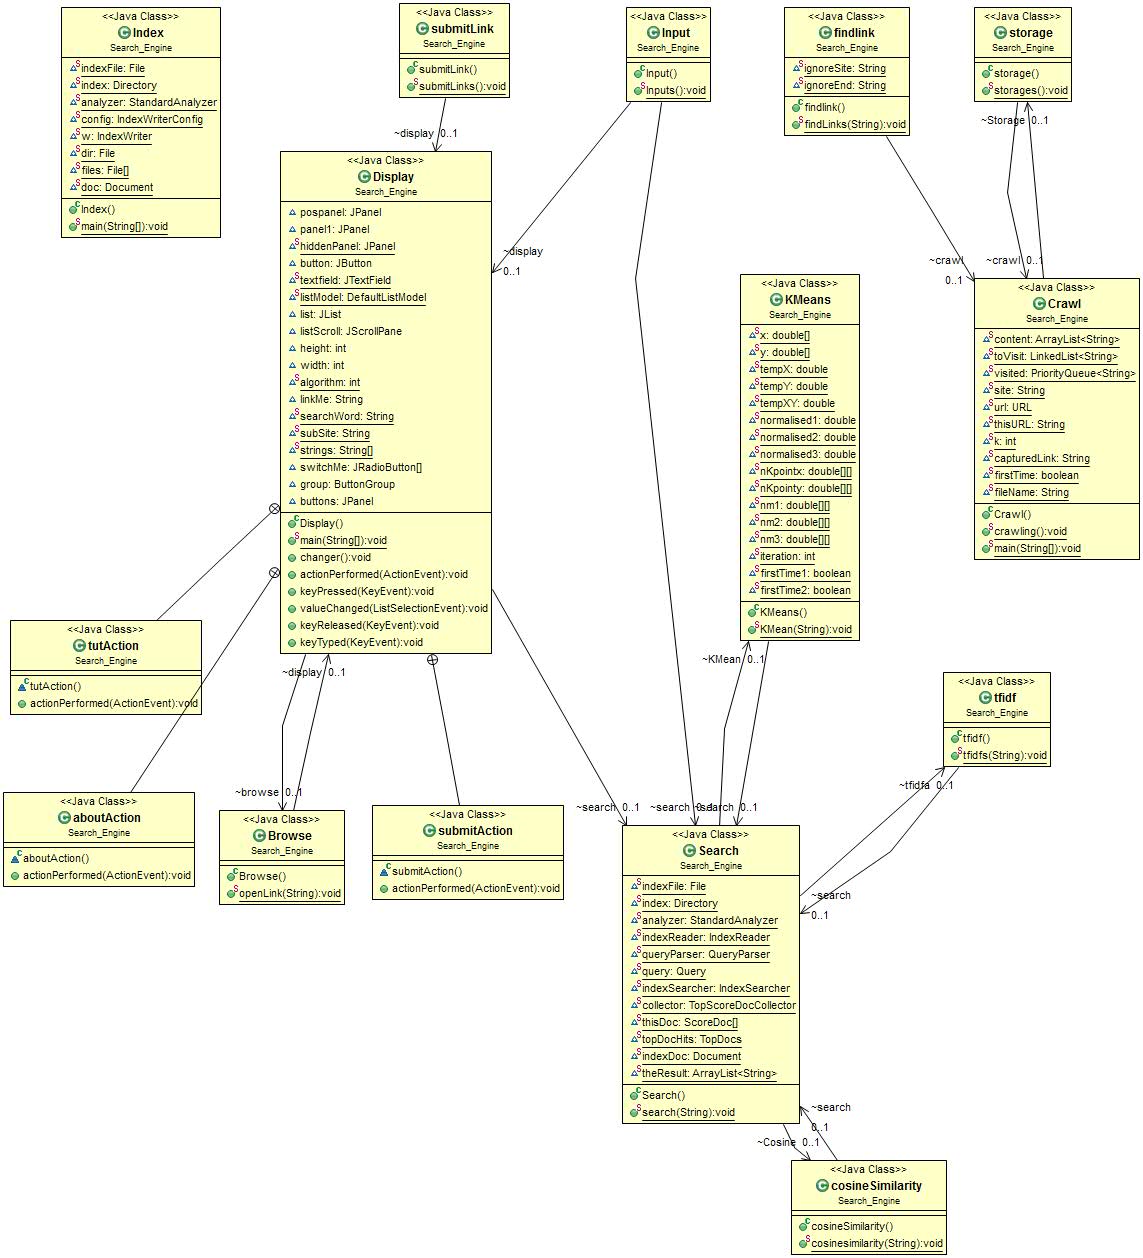 <<Java Class>>
Index
Search_Engine
indexFile: File
index: Directory
analyzer: StandardAnalyzer
config: IndexWriterConfig
w: IndexWriter
dir: File
files: File[]
doc: Document
Index()
main(String[]):void
<<Java Class>>
submitLink
Search_Engine
submitLink()
submitLinks():void
<<Java Class>>
Input
Search_Engine
Input()
Inputs():void
<<Java Class>>
findlink
Search_Engine
ignoreSite: String
ignoreEnd: String
findlink()
findLinks(String):void
<<Java Class>>
storage
Search_Engine
storage()
storages():void
~display 0..1
~display
0..1
~Storage 0..1
~crawl
0..1
~crawl 0..1
<<Java Class>>
Display
Search_Engine
pospanel: JPanel
panel1: JPanel
hiddenPanel: JPanel
button: JButton
textfield: JTextField
listModel: DefaultListModel
list: JList
listScroll: JScrollPane
height: int
width: int
algorithm: int
linkMe: String
searchWord: String
subSite: String
strings: String[]
switchMe: JRadioButton[]
group: ButtonGroup
buttons: JPanel
Display()
main(String[]):void
changer():void
actionPerformed(ActionEvent):void
keyPressed(KeyEvent):void
valueChanged(ListSelectionEvent):void
keyReleased(KeyEvent):void
keyTyped(KeyEvent):void
<<Java Class>>
KMeans
Search_Engine
x: double[]
y: double[]
tempX: double
tempY: double
tempXY: double
normalised1: double
normalised2: double
normalised3: double
nKpointx: double[][]
nKpointy: double[][]
nm1: double[][]
nm2: double[][]
nm3: double[][]
iteration: int
firstTime1: boolean
firstTime2: boolean
KMeans()
KMean(String):void
<<Java Class>>
Crawl
Search_Engine
content: ArrayList<String>
toVisit: LinkedList<String>
visited: PriorityQueue<String>
site: String
url: URL
thisURL: String
k: int
capturedLink: String
firstTime: boolean
fileName: String
Crawl()
crawling():void
main(String[]):void
<<Java Class>>
tutAction
Search_Engine
tutAction()
actionPerformed(ActionEvent):void
~display 0..1
~KMean 0..1
<<Java Class>>
tfidf
Search_Engine
tfidf()
tfidfs(String):void
<<Java Class>>
aboutAction
Search_Engine
aboutAction()
actionPerformed(ActionEvent):void
~browse 0..1
<<Java Class>>
Browse
Search_Engine
Browse()
openLink(String):void
<<Java Class>>
submitAction
Search_Engine
submitAction()
actionPerformed(ActionEvent):void
~search 0..1
~search 0..1
~search 0..1
~tfidfa 0..1
~search
0..1
<<Java Class>>
Search
Search_Engine
indexFile: File
index: Directory
analyzer: StandardAnalyzer
indexReader: IndexReader
queryParser: QueryParser
query: Query
indexSearcher: IndexSearcher
collector: TopScoreDocCollector
thisDoc: ScoreDoc[]
topDocHits: TopDocs
indexDoc: Document
theResult: ArrayList<String>
Search()
search(String):void
~search
0..1
~Cosine 0..1
<<Java Class>>
cosineSimilarity
Search_Engine
cosineSimilarity()
cosinesimilarity(String):void